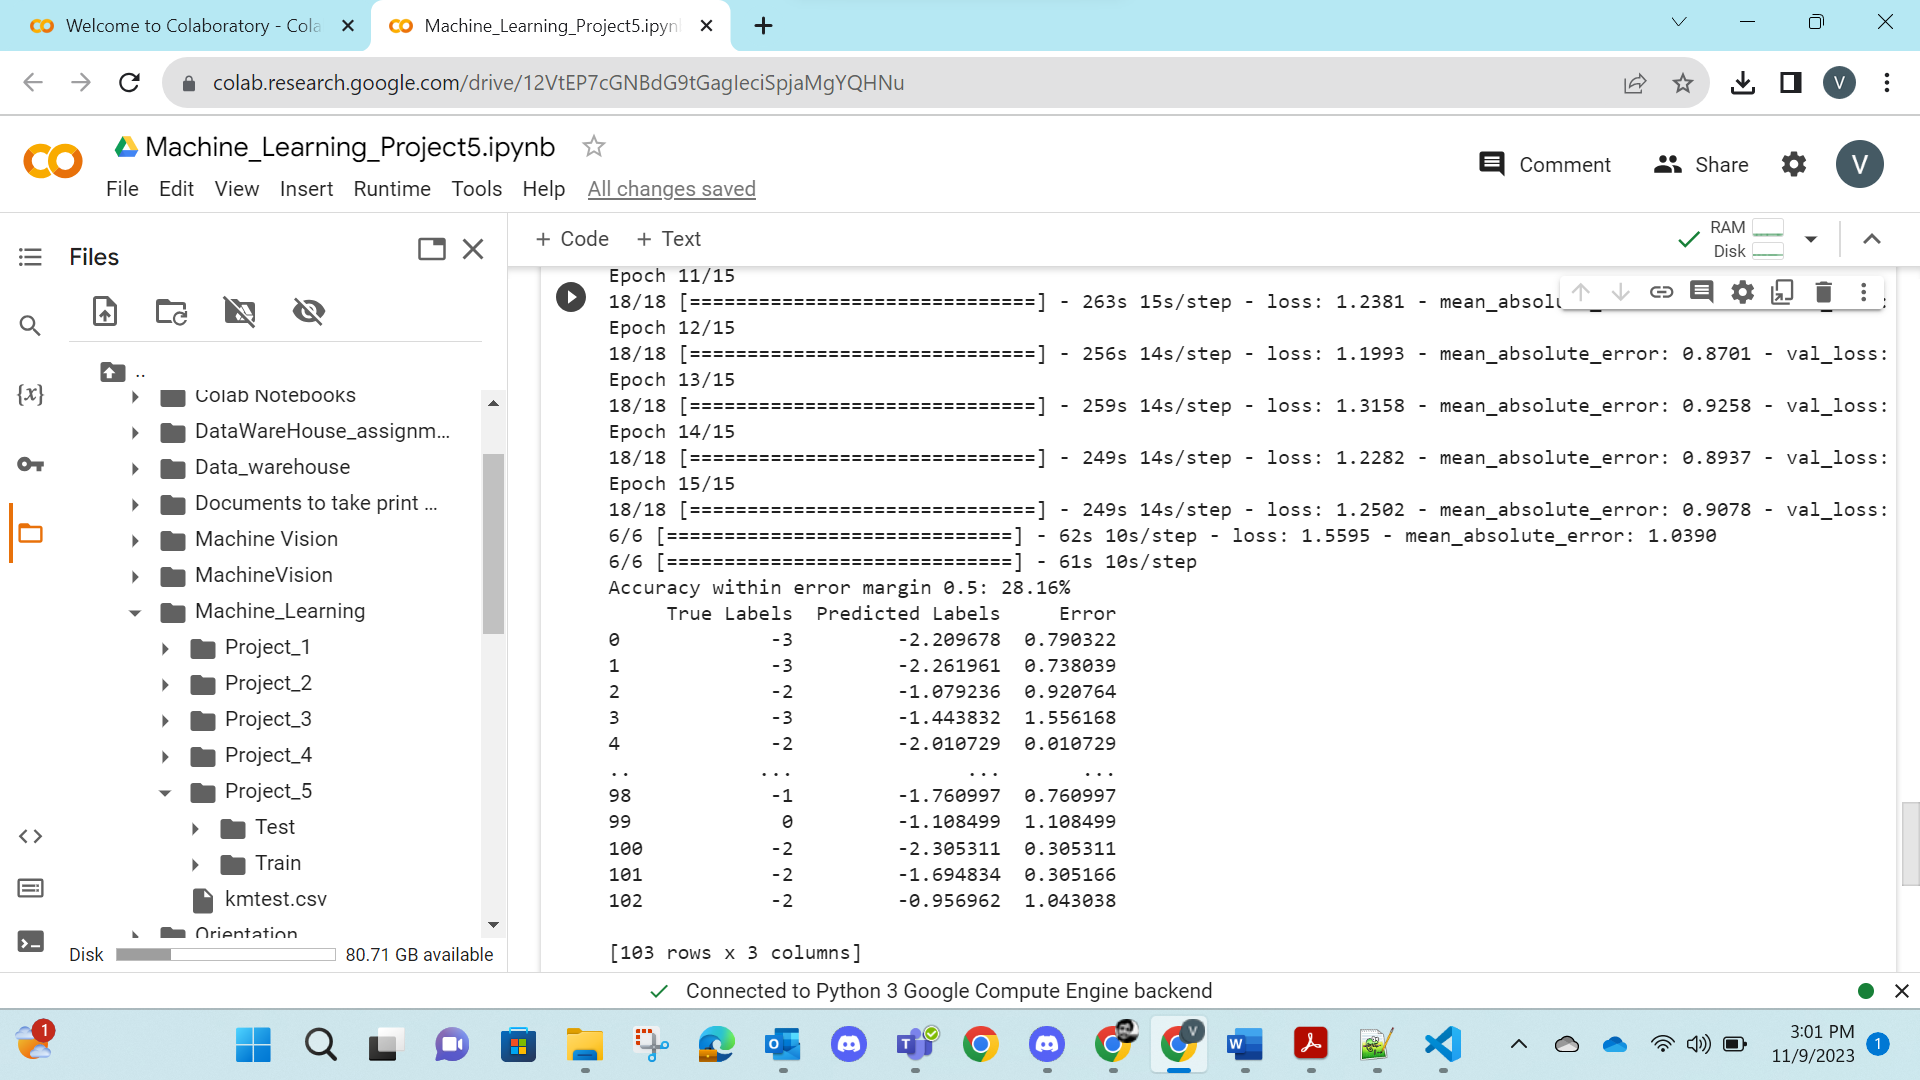 Welcome to Colaboratory - Cola
Machine_Learning_Project5.ipyn
colab.research.google.com/drive/12VtEP7cGNBdG9tGagIeciSpjaMgYQHNu
V
Machine_Learning_Project5.ipynb
File Edit View Insert Runtime Tools Help All changes saved
Comment Share V
Files
+ Code + Text
RAM
Disk
..
Colab Notebooks
DataWareHouse_assignm...
Data_warehouse
Documents to take print ...
Machine Vision
MachineVision
Machine_Learning
Project_1
Project_2
Project_3
Project_4
Project_5
Test
Train
kmtest.csv
Orientation
Disk 80.71 GB available
{x}
Epoch 11/15
18/18 [==============================] - 263s 15s/step - loss: 1.2381 - mean_absolu
Epoch 12/15
18/18 [==============================] - 256s 14s/step - loss: 1.1993 - mean_absolute_error: 0.8701 - val_loss:
Epoch 13/15
18/18 [==============================] - 259s 14s/step - loss: 1.3158 - mean_absolute_error: 0.9258 - val_loss:
Epoch 14/15
18/18 [==============================] - 249s 14s/step - loss: 1.2282 - mean_absolute_error: 0.8937 - val_loss:
Epoch 15/15
18/18 [==============================] - 249s 14s/step - loss: 1.2502 - mean_absolute_error: 0.9078 - val_loss:
6/6 [==============================] - 62s 10s/step - loss: 1.5595 - mean_absolute_error: 1.0390
6/6 [==============================] - 61s 10s/step
Accuracy within error margin 0.5: 28.16%
True Labels Predicted Labels Error
0 -3 -2.209678 0.790322
1 -3 -2.261961 0.738039
2 -2 -1.079236 0.920764
3 -3 -1.443832 1.556168
4 -2 -2.010729 0.010729
.. ... ... ...
98 -1 -1.760997 0.760997
99 0 -1.108499 1.108499
100 -2 -2.305311 0.305311
101 -2 -1.694834 0.305166
102 -2 -0.956962 1.043038
[103 rows x 3 columns]
Connected to Python 3 Google Compute Engine backend
1
V
3:01 PM
11/9/2023
1